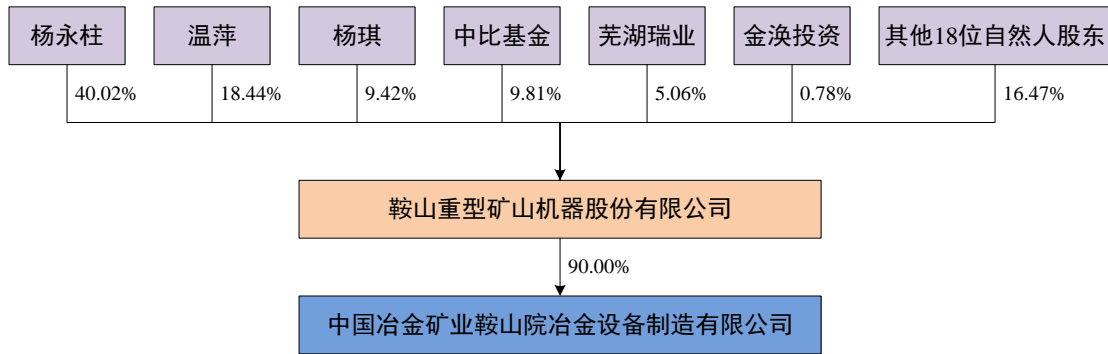 杨永柱
温萍
杨琪
中比基金
芜湖瑞业
金涣投资
其他18位自然人股东
40.02%
18.44%
9.42%
9.81%
5.06%
0.78%
16.47%
鞍山重型矿山机器股份有限公司
90.00%
中国冶金矿业鞍山院冶金设备制造有限公司